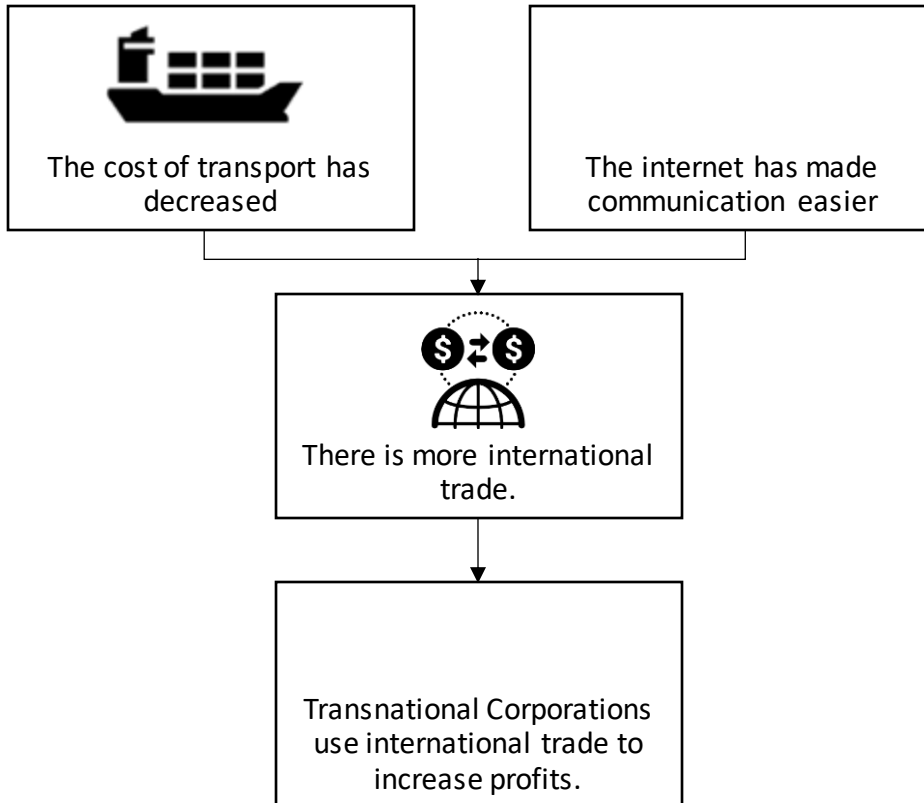 The cost of transport has
decreased
The internet has made
communication easier
$ $
There is more international
trade.
Transnational Corporations
use international trade to
increase profits.